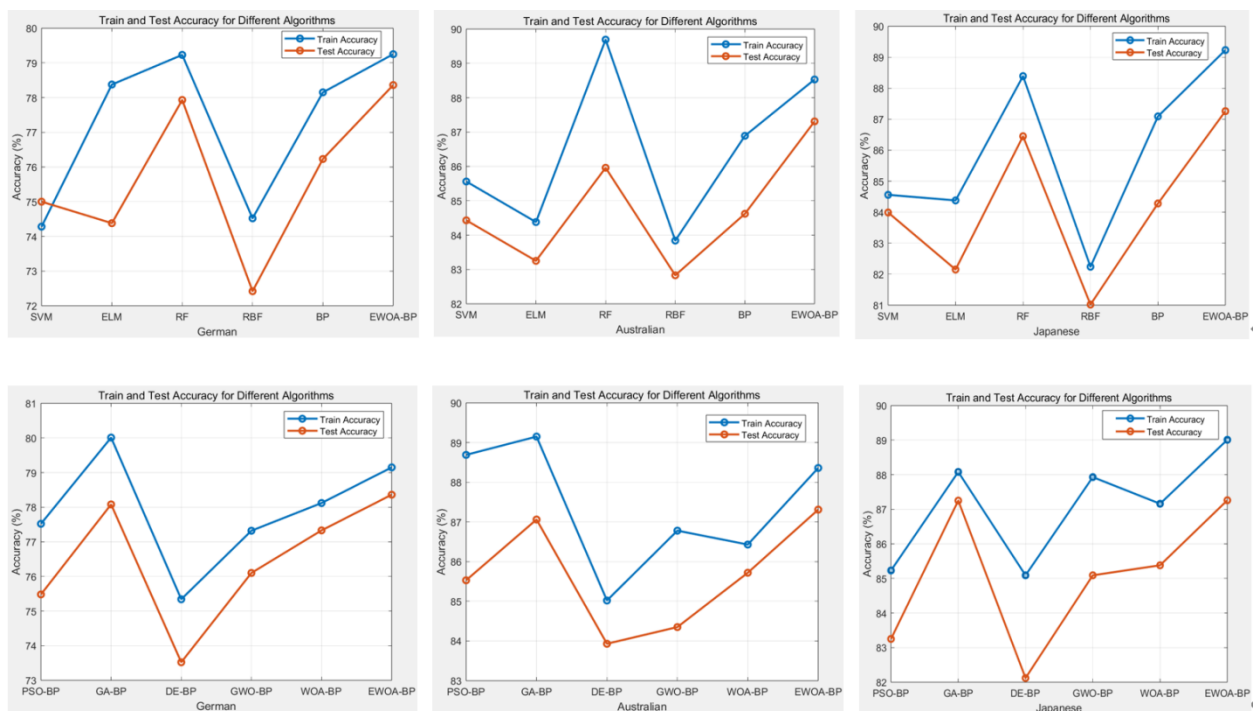 Train and Test Accuracy for Different Algorithms
Train Accuracy
Test Accuracy
80
79
78
77
76
75
74
73
72
Accuracy (%)
SVM ELM RF RBF BP EWOA-BP
German
Train and Test Accuracy for Different Algorithms
Train Accuracy
Test Accuracy
90
89
88
87
86
85
84
83
82
Accuracy (%)
SVM ELM RF RBF BP EWOA-BP
Australian
Train and Test Accuracy for Different Algorithms
Train Accuracy
Test Accuracy
90
89
88
87
86
85
84
83
82
81
Accuracy (%)
SVM ELM RF RBF BP EWOA-BP
Japanese
Train and Test Accuracy for Different Algorithms
Train Accuracy
Test Accuracy
81
80
79
78
77
76
75
74
73
Accuracy (%)
PSO-BP GA-BP DE-BP GWO-BP WOA-BP EWOA-BP
German
Train and Test Accuracy for Different Algorithms
Train Accuracy
Test Accuracy
90
89
88
87
86
85
84
83
Accuracy (%)
PSO-BP GA-BP DE-BP GWO-BP WOA-BP EWOA-BP
Australian
Train and Test Accuracy for Different Algorithms
Train Accuracy
Test Accuracy
90
89
88
87
86
85
84
83
82
Accuracy (%)
PSO-BP GA-BP DE-BP GWO-BP WOA-BP EWOA-BP
Japanese